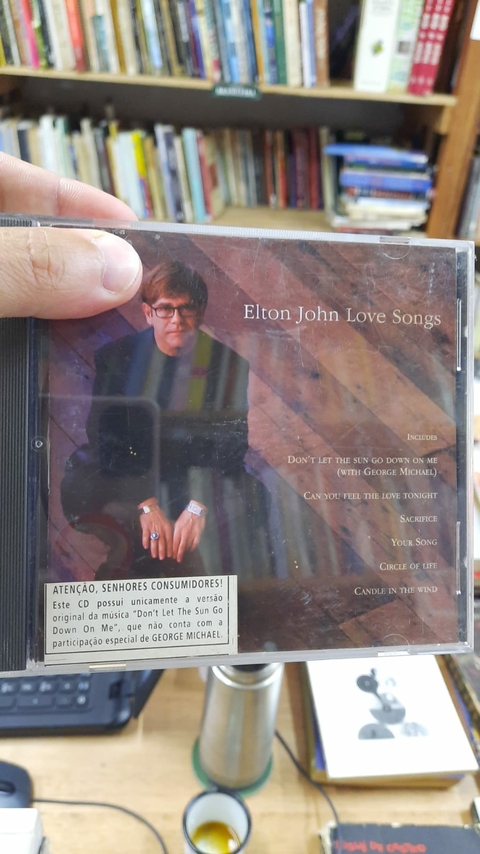 Elton John Love Songs
Includes
Don't let the sun go down on me
(with George Michael)
Can you feel the love tonight
Sacrifice
Your Song
Circle of life
Candle in the wind
ATENÇÃO, SENHORES CONSUMIDORES!
Este CD possui unicamente a versão
original da música "Don't Let The Sun Go
Down On Me", que não conta com a
participação especial de GEORGE MICHAEL.